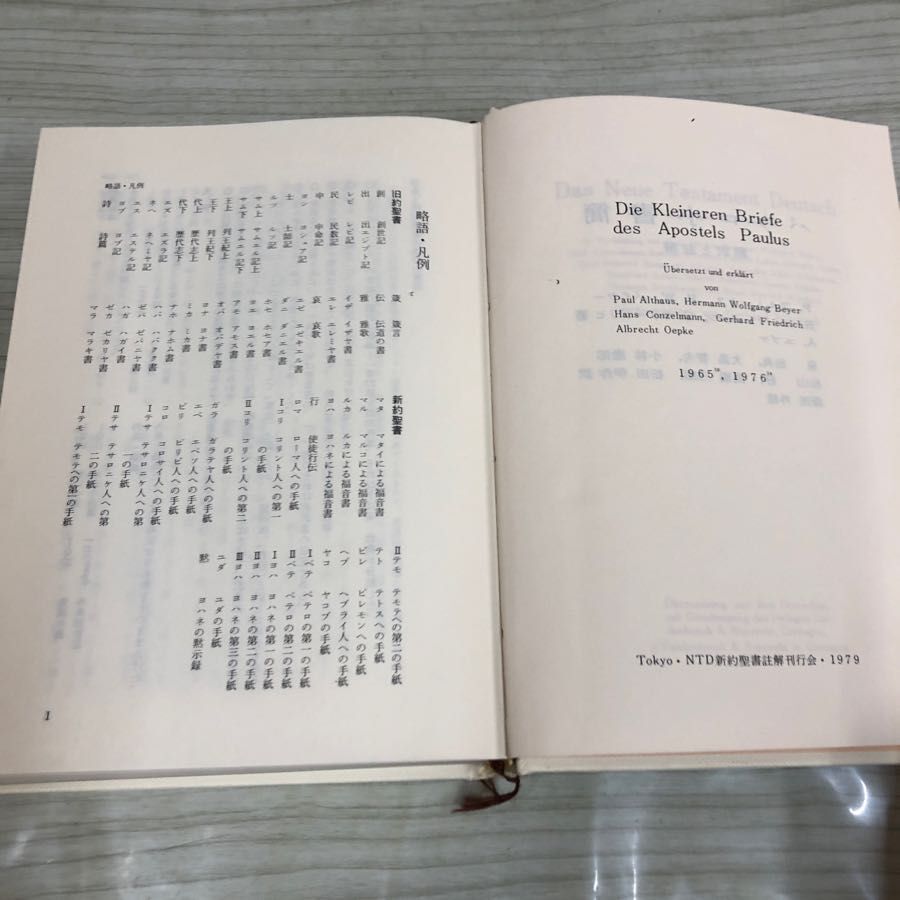 Die Kleineren Briefe
des Apostels Paulus
Übersetzt und erklärt
von
Paul Althaus, Hermann Wolfgang Beyer
Hans Conzelmann, Gerhard Friedrich
Albrecht Oepke
1965¹⁰, 1976¹⁴
Tokyo・NTD新約聖書註解刊行会・1979
略語・凡例
旧約聖書
創 創世記
出 出エジプト記
レビ レビ記
民 民数記
申 申命記
ヨシ ヨシュア記
士 士師記
ルツ ルツ記
サム上 サムエル記上
サム下 サムエル記下
王上 列王紀上
王下 列王紀下
代上 歴代志上
代下 歴代志下
エズ エズラ記
ネヘ ネヘミヤ記
エス エステル記
ヨブ ヨブ記
詩 詩篇
箴 箴言
伝 伝道の書
雅 雅歌
イザ イザヤ書
エレ エレミヤ書
哀 哀歌
エゼ エゼキエル書
ダニ ダニエル書
ホセ ホセア書
ヨエ ヨエル書
アモ アモス書
オバ オバデヤ書
ヨナ ヨナ書
ミカ ミカ書
ナホ ナホム書
ハバ ハバクク書
ゼパ ゼパニヤ書
ハガ ハガイ書
ゼカ ゼカリヤ書
マラ マラキ書
新約聖書
マタ マタイによる福音書
マル マルコによる福音書
ルカ ルカによる福音書
ヨハ ヨハネによる福音書
行 使徒行伝
ロマ ローマ人への手紙
Ⅰコリ コリント人への第一
の手紙
Ⅱコリ コリント人への第二
の手紙
ガラ ガラテヤ人への手紙
エペ エペソ人への手紙
ピリ ピリピ人への手紙
コロ コロサイ人への手紙
Ⅰテサ テサロニケ人への第
一の手紙
Ⅱテサ テサロニケ人への第
二の手紙
Ⅰテモ テモテへの第一の手紙
Ⅱテモ テモテへの第二の手紙
テト テトスへの手紙
ピレ ピレモンへの手紙
ヘブ ヘブライ人への手紙
ヤコ ヤコブの手紙
Ⅰペテ ペテロの第一の手紙
Ⅱペテ ペテロの第二の手紙
Ⅰヨハ ヨハネの第一の手紙
Ⅱヨハ ヨハネの第二の手紙
Ⅲヨハ ヨハネの第三の手紙
ユダ ユダの手紙
黙 ヨハネの黙示録
略語・凡例
1